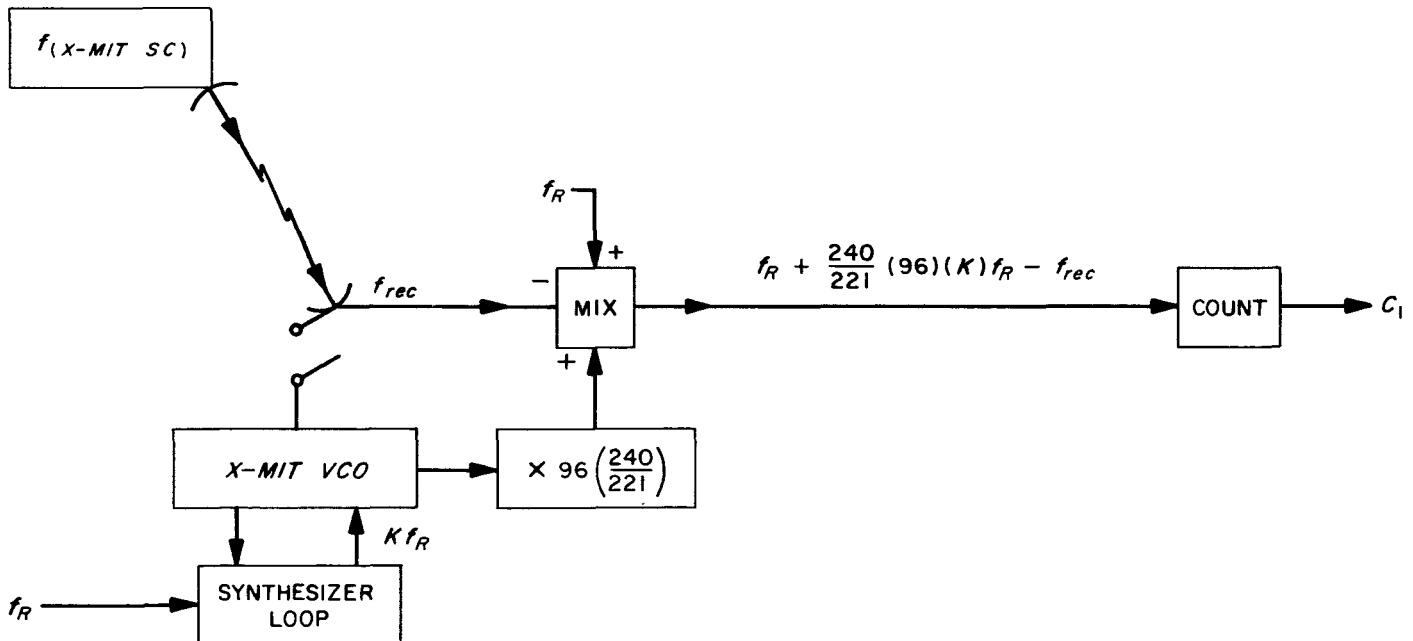 f(X-MIT SC)
fR
frec
−
+
MIX
+
fR + 240/221 (96)(K)fR − frec
COUNT
C1
X-MIT VCO
× 96(240/221)
KfR
fR
SYNTHESIZER
LOOP